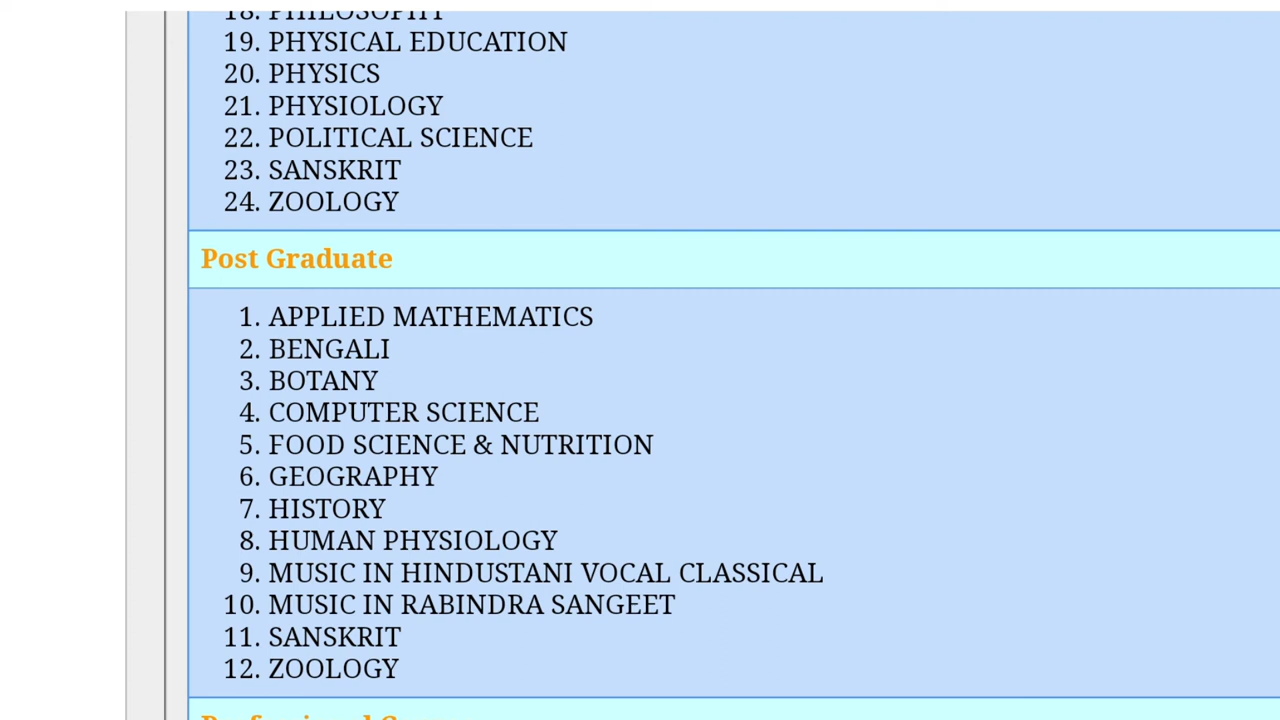 18. PHILOSOPHY
19. PHYSICAL EDUCATION
20. PHYSICS
21. PHYSIOLOGY
22. POLITICAL SCIENCE
23. SANSKRIT
24. ZOOLOGY
Post Graduate
1. APPLIED MATHEMATICS
2. BENGALI
3. BOTANY
4. COMPUTER SCIENCE
5. FOOD SCIENCE & NUTRITION
6. GEOGRAPHY
7. HISTORY
8. HUMAN PHYSIOLOGY
9. MUSIC IN HINDUSTANI VOCAL CLASSICAL
10. MUSIC IN RABINDRA SANGEET
11. SANSKRIT
12. ZOOLOGY